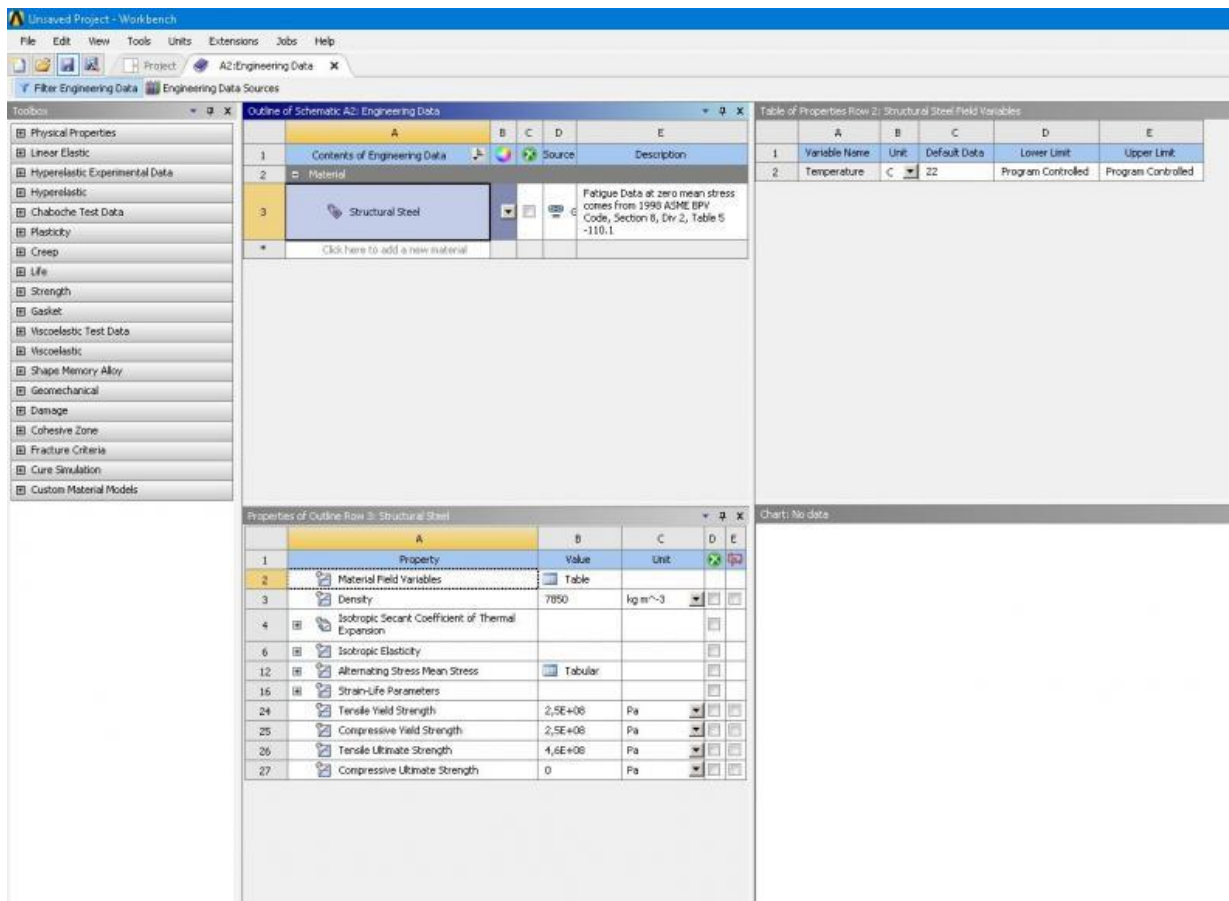 Unsaved Project - Workbench
File Edit View Tools Units Extensions Jobs Help
Project A2:Engineering Data X
Filter Engineering Data Engineering Data Sources
Toolbox
Physical Properties
Linear Elastic
Hyperelastic Experimental Data
Hyperelastic
Chaboche Test Data
Plasticity
Creep
Life
Strength
Gasket
Viscoelastic Test Data
Viscoelastic
Shape Memory Alloy
Geomechanical
Damage
Cohesive Zone
Fracture Criteria
Cure Simulation
Custom Material Models
Outline of Schematic A2: Engineering Data
A B C D E
1 Contents of Engineering Data Source Description
2 Material
3 Structural Steel Fatigue Data at zero mean stress
comes from 1998 ASME BPV
Code, Section 8, Div 2, Table 5
-110.1
* Click here to add a new material
Table of Properties Row 2: Structural Steel Field Variables
A B C D E
1 Variable Name Unit Default Data Lower Limit Upper Limit
2 Temperature C 22 Program Controlled Program Controlled
Properties of Outline Row 3: Structural Steel
A B C D E
1 Property Value Unit
2 Material Field Variables Table
3 Density 7850 kg m^-3
4 Isotropic Secant Coefficient of Thermal
Expansion
6 Isotropic Elasticity
12 Alternating Stress Mean Stress Tabular
16 Strain-Life Parameters
24 Tensile Yield Strength 2,5E+08 Pa
25 Compressive Yield Strength 2,5E+08 Pa
26 Tensile Ultimate Strength 4,6E+08 Pa
27 Compressive Ultimate Strength 0 Pa
Chart: No data